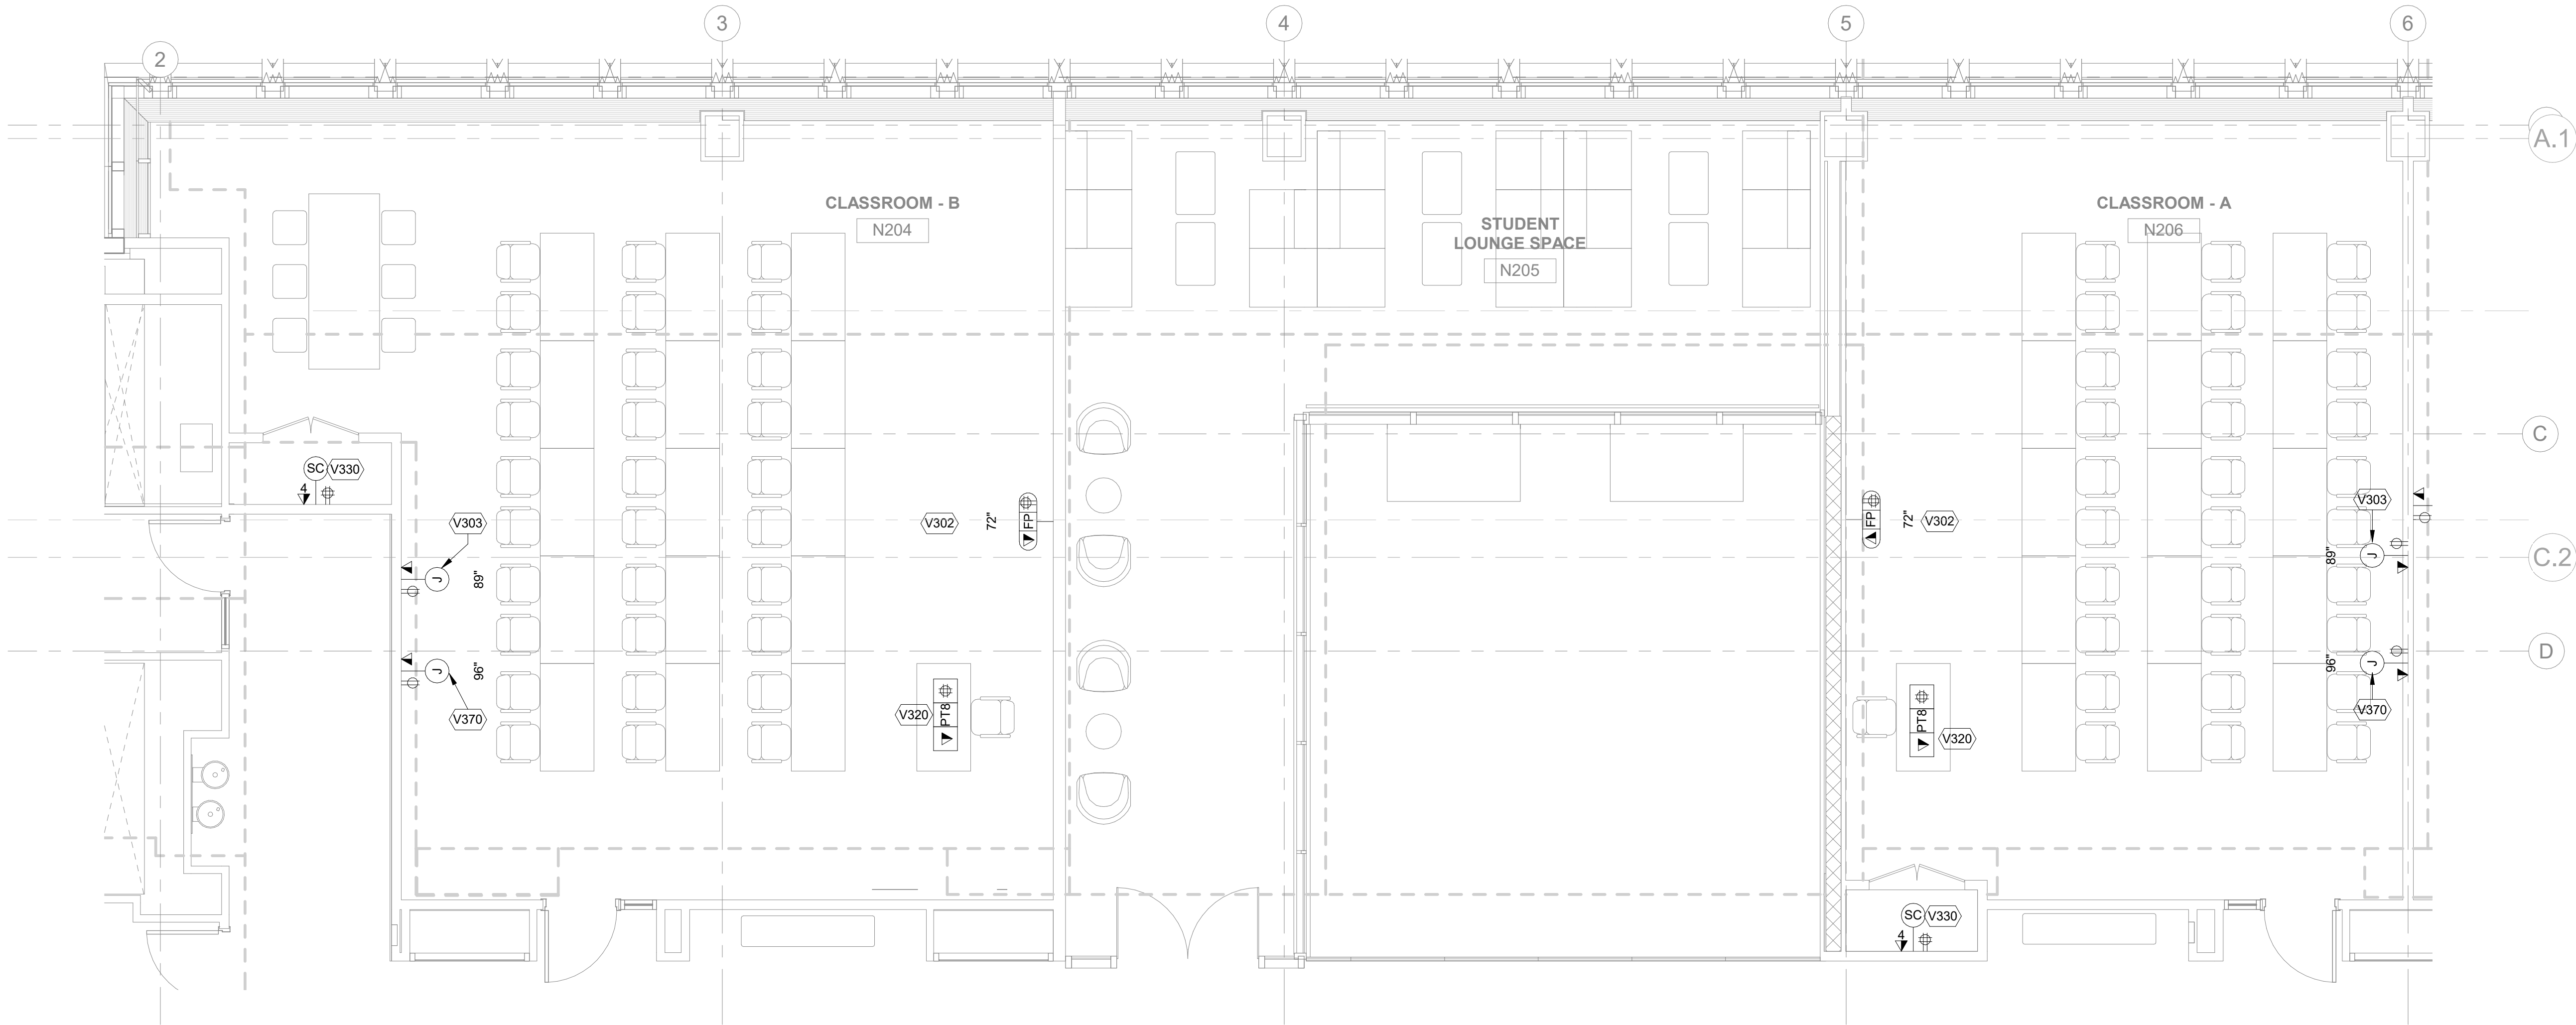 2
3
4
5
6
A.1
CLASSROOM - B
N204
STUDENT
LOUNGE SPACE
N205
CLASSROOM - A
N206
C
SC
V330
4
V303
J
89"
V302
72"
FP
FP
72"
V302
V303
J
89"
C.2
D
J
96"
V370
V320
PT8
PT8
V320
J
96"
V370
SC
V330
4